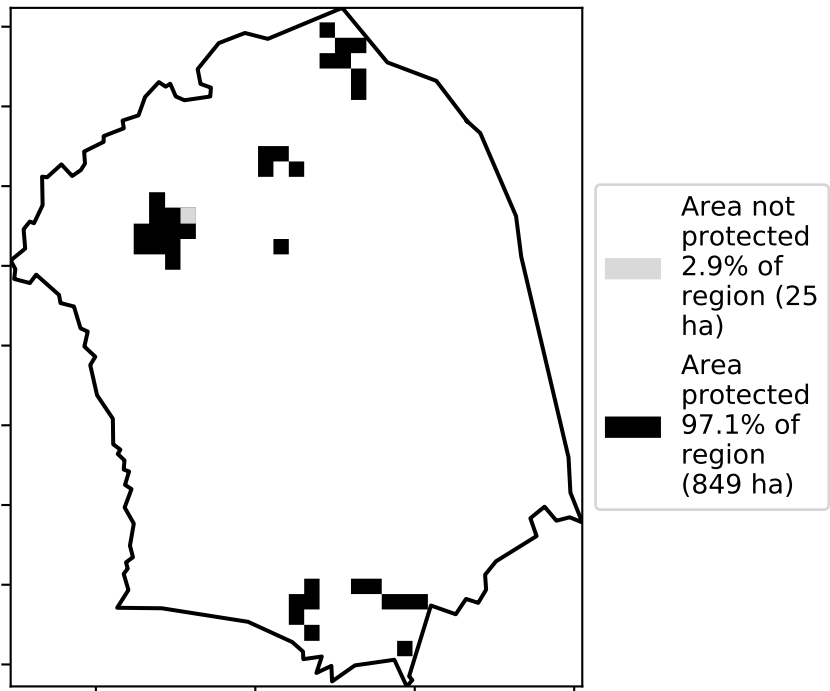 Area not
protected
2.9% of
region (25
ha)
Area
protected
97.1% of
region
(849 ha)